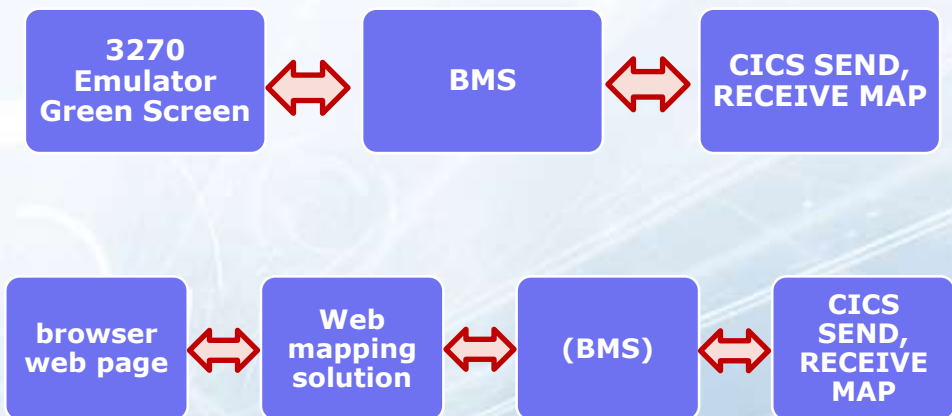 3270
Emulator
Green Screen
BMS
CICS SEND,
RECEIVE MAP
browser
web page
Web
mapping
solution
(BMS)
CICS
SEND,
RECEIVE
MAP